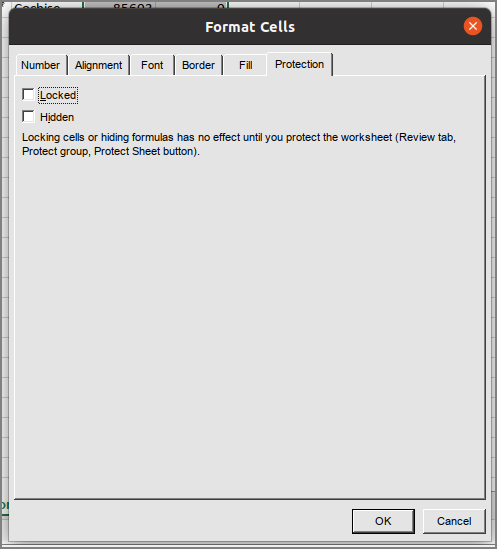 Cochise 85602 0
Format Cells
Number Alignment Font Border Fill Protection
Locked
Hidden
Locking cells or hiding formulas has no effect until you protect the worksheet (Review tab,
Protect group, Protect Sheet button).
OK Cancel